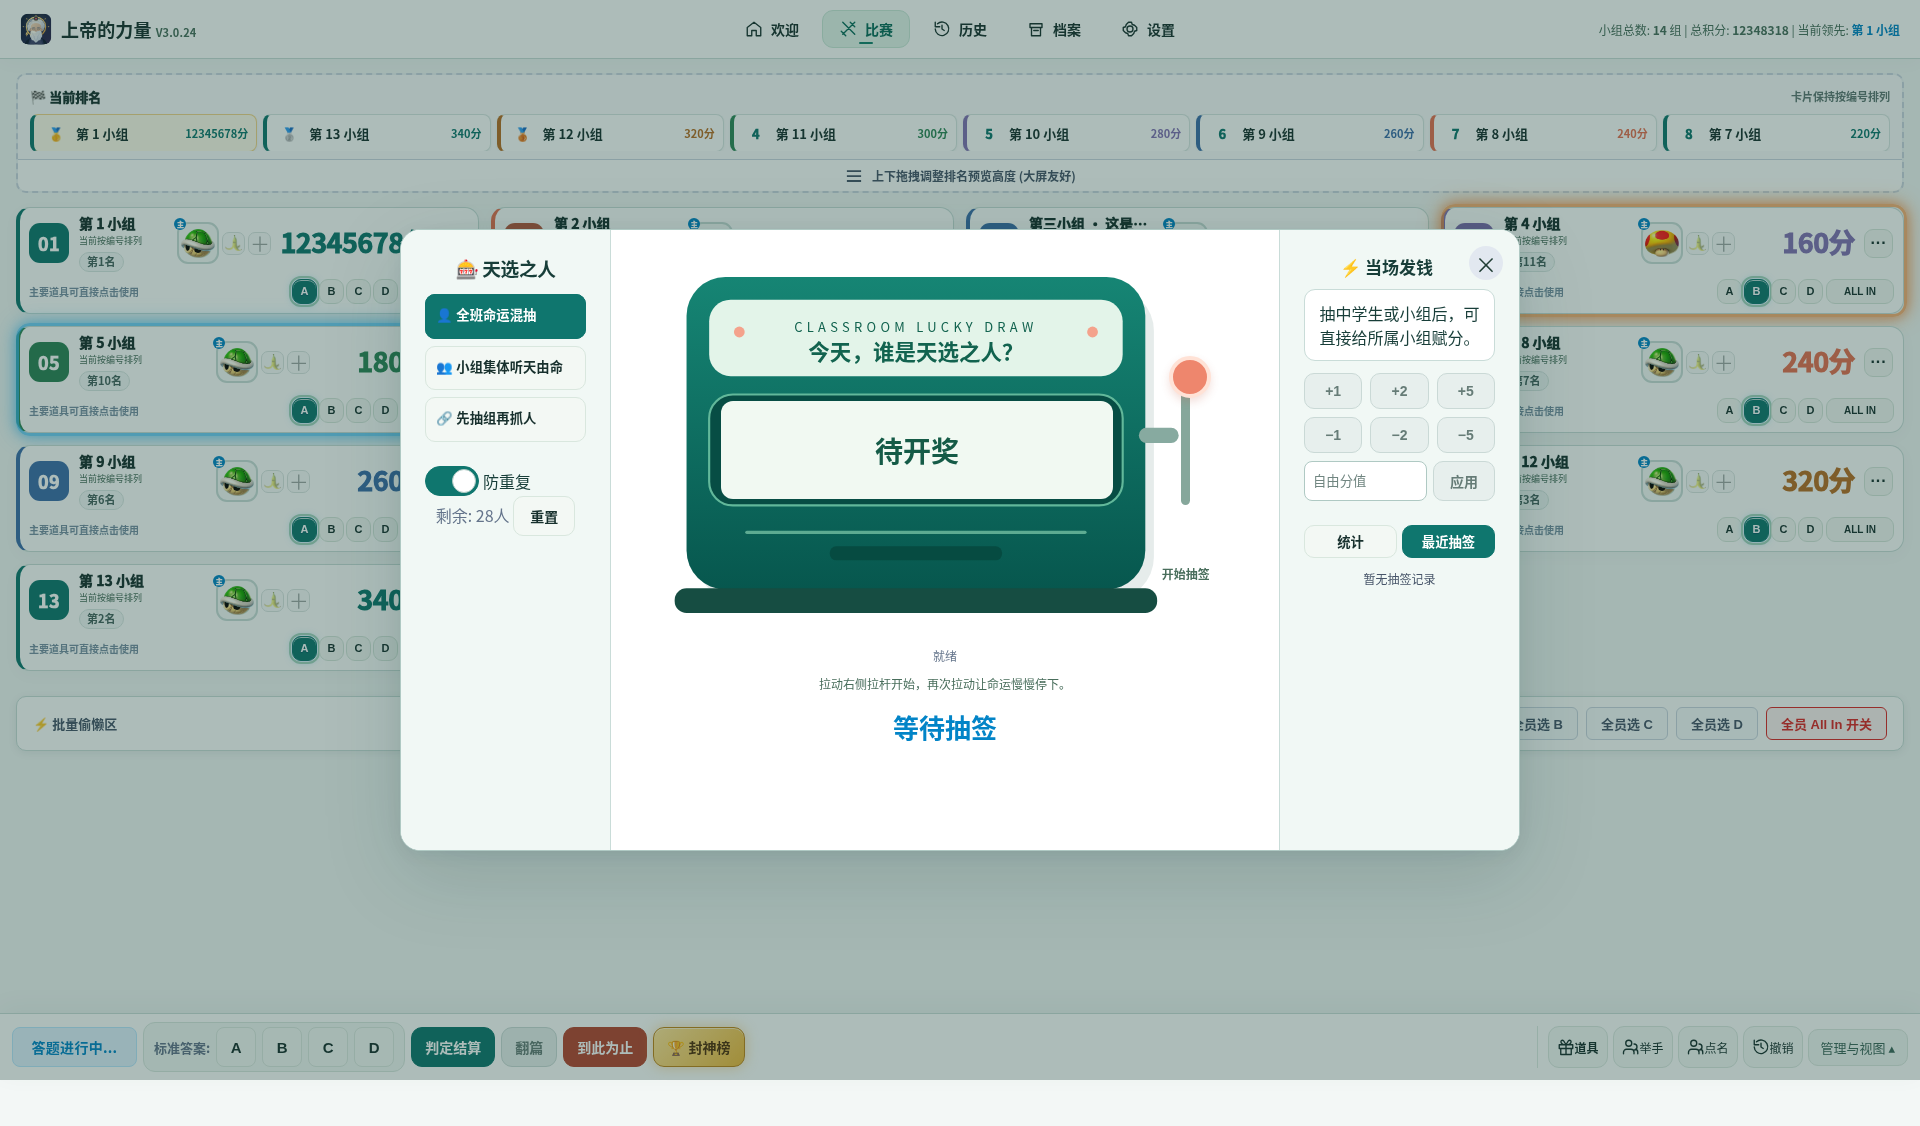 上帝的力量 V3.0.24
欢迎
比赛
历史
档案
设置
小组总数: 14 组 | 总积分: 12348318 | 当前领先: 第 1 小组
当前排名
卡片保持按编号排列
第 1 小组 12345678分
第 13 小组 340分
第 12 小组 320分
4 第 11 小组 300分
5 第 10 小组 280分
6 第 9 小组 260分
7 第 8 小组 240分
8 第 7 小组 220分
上下拖拽调整排名预览高度 (大屏友好)
01
第 1 小组
当前按编号排列
第1名
主
12345678
主要道具可直接点击使用
A B C D
第 2 小组
主
第三小组 · 这是···
主
第 4 小组
前按编号排列
第11名
主
160分
···
接点击使用
A B C D ALL IN
05
第 5 小组
当前按编号排列
第10名
主
180
主要道具可直接点击使用
A B C D
8 小组
按编号排列
第7名
主
240分
···
接点击使用
A B C D ALL IN
09
第 9 小组
当前按编号排列
第6名
主
260
主要道具可直接点击使用
A B C D
12 小组
按编号排列
第3名
主
320分
···
接点击使用
A B C D ALL IN
13
第 13 小组
当前按编号排列
第2名
主
340
主要道具可直接点击使用
A B C D
天选之人
全班命运混抽
小组集体听天由命
先抽组再抓人
防重复
剩余: 28人
重置
CLASSROOM LUCKY DRAW
今天，谁是天选之人？
待开奖
开始抽签
就绪
拉动右侧拉杆开始，再次拉动让命运慢慢停下。
等待抽签
当场发钱
抽中学生或小组后，可
直接给所属小组赋分。
+1 +2 +5
−1 −2 −5
自由分值
应用
统计
最近抽签
暂无抽签记录
批量偷懒区
全员选 B
全员选 C
全员选 D
全员 All In 开关
答题进行中...
标准答案:
A B C D
判定结算
翻篇
到此为止
封神榜
道具
举手
点名
撤销
管理与视图 ▴